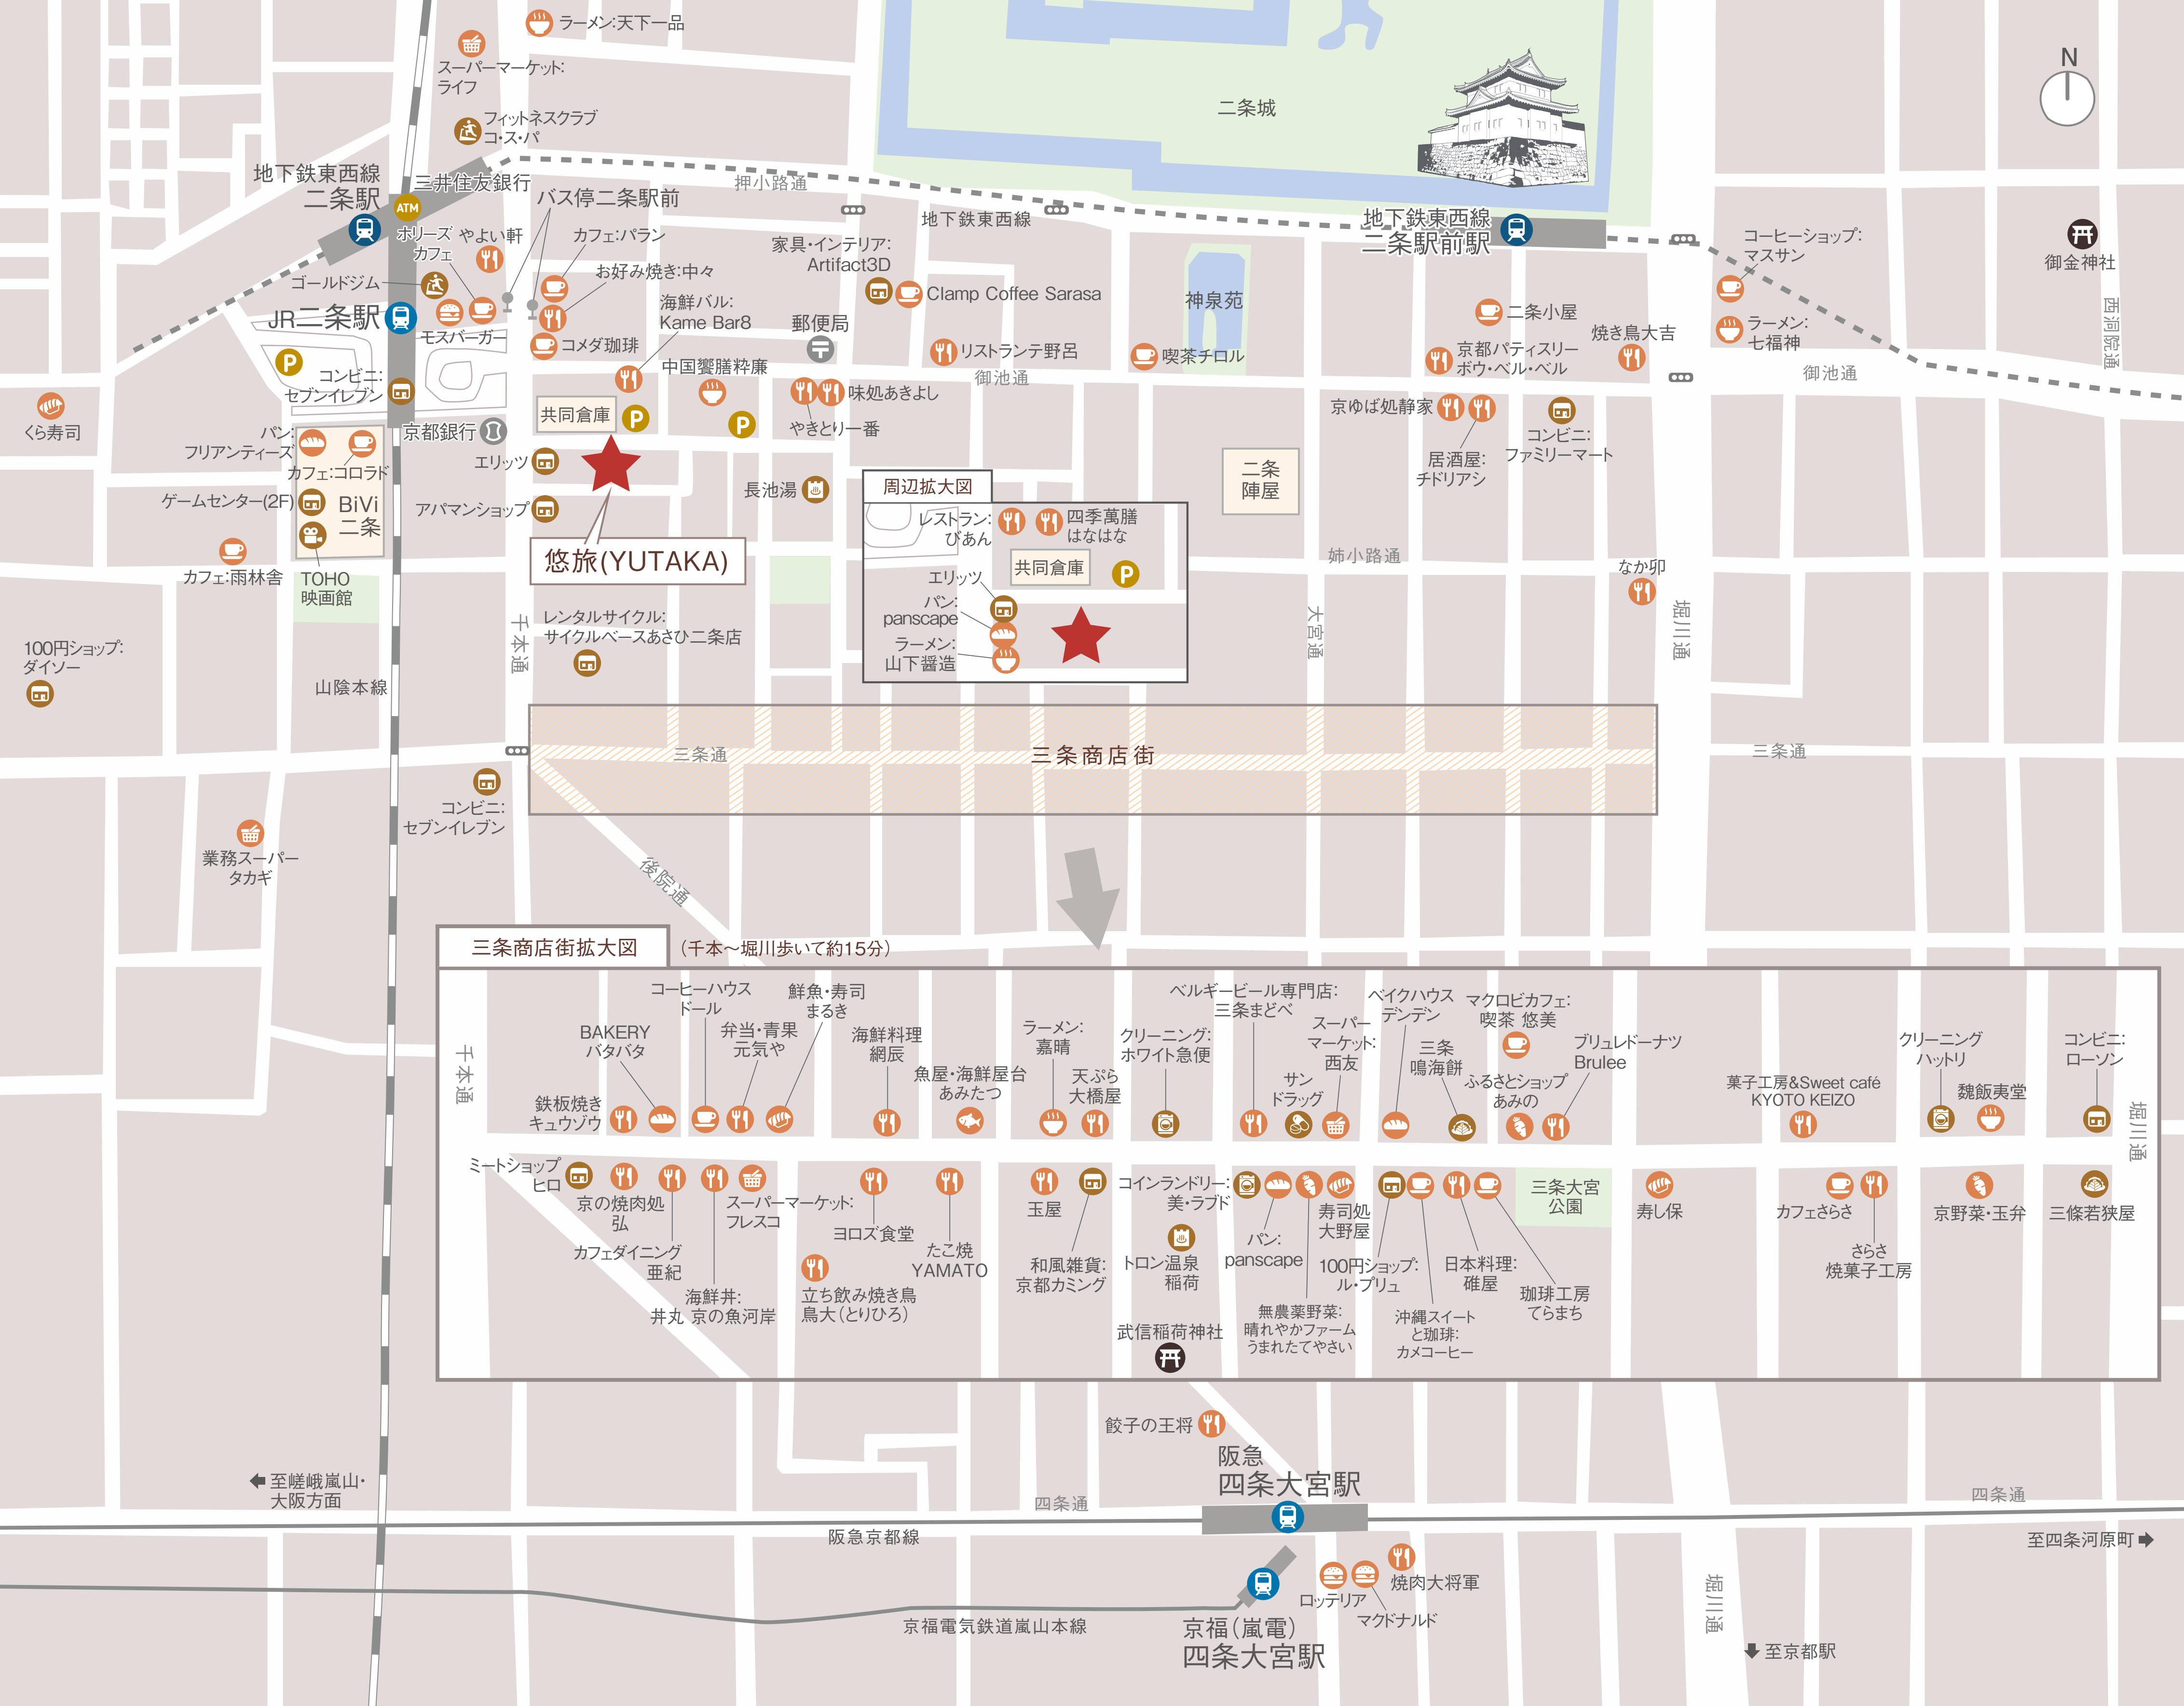 ラーメン:天下一品
スーパーマーケット:
ライフ
フィットネスクラブ
コ・ス・パ
二条城
N
地下鉄東西線
二条駅
ATM
三井住友銀行
バス停二条駅前
押小路通
地下鉄東西線
地下鉄東西線
二条駅前駅
コーヒーショップ:
マスサン
御金神社
西洞院通
ホリーズ
カフェ
やよい軒
カフェ:パラン
お好み焼き:中々
家具・インテリア:
Artifact3D
Clamp Coffee Sarasa
ゴールドジム
JR二条駅
モスバーガー
コメダ珈琲
海鮮バル:
Kame Bar8
郵便局
神泉苑
二条小屋
焼き鳥大吉
ラーメン:
七福神
P
コンビニ:
セブンイレブン
中国饗膳粋廉
リストランテ野呂
喫茶チロル
京都パティスリー
ボウ・ベル・ベル
御池通
御池通
くら寿司
共同倉庫
P
P
味処あきよし
やきとり一番
京ゆば処静家
居酒屋:
チドリアシ
コンビニ:
ファミリーマート
京都銀行
パン:
フリアンティーズ
カフェ:コロラド
エリッツ
ゲームセンター(2F)
BiVi
二条
アパマンショップ
長池湯
二条
陣屋
カフェ:雨林舎
TOHO
映画館
悠旅(YUTAKA)
周辺拡大図
レストラン:
びあん
四季萬膳
はなはな
共同倉庫
P
エリッツ
パン:
panscape
ラーメン:
山下醤造
姉小路通
なか卯
千本通
大宮通
堀川通
レンタルサイクル:
サイクルベースあさひ二条店
100円ショップ:
ダイソー
山陰本線
三条通
三条商店街
三条通
コンビニ:
セブンイレブン
業務スーパー
タカギ
後院通
三条商店街拡大図
(千本～堀川歩いて約15分)
千本通
コーヒーハウス
ドール
鮮魚・寿司
まるき
BAKERY
バタバタ
弁当・青果
元気や
海鮮料理
網辰
鉄板焼き
キュウゾウ
魚屋・海鮮屋台
あみたつ
ラーメン:
嘉晴
天ぷら
大橋屋
クリーニング:
ホワイト急便
ベルギービール専門店:
三条まどべ
サン
ドラッグ
スーパー
マーケット:
西友
ベイクハウス
デンデン
三条
鳴海餅
マクロビカフェ:
喫茶 悠美
ふるさとショップ
あみの
ブリュレドーナツ
Brulee
菓子工房&Sweet café
KYOTO KEIZO
クリーニング
ハットリ
魏飯夷堂
コンビニ:
ローソン
堀川通
ミートショップ
ヒロ
京の焼肉処
弘
カフェダイニング
亜紀
海鮮丼:
丼丸 京の魚河岸
スーパーマーケット:
フレスコ
立ち飲み焼き鳥
鳥大(とりひろ)
ヨロズ食堂
たこ焼
YAMATO
玉屋
和風雑貨:
京都カミング
コインランドリー:
美・ラブド
トロン温泉
稲荷
武信稲荷神社
パン:
panscape
無農薬野菜:
晴れやかファーム
うまれたてやさい
寿司処
大野屋
100円ショップ:
ル・プリュ
沖縄スイート
と珈琲:
カメコーヒー
日本料理:
碓屋
珈琲工房
てらまち
三条大宮
公園
寿し保
カフェさらさ
さらさ
焼菓子工房
京野菜・玉弁
三條若狭屋
餃子の王将
阪急
四条大宮駅
至嵯峨嵐山・
大阪方面
四条通
四条通
阪急京都線
至四条河原町
京福電気鉄道嵐山本線
京福(嵐電)
四条大宮駅
ロッテリア
マクドナルド
焼肉大将軍
堀川通
至京都駅